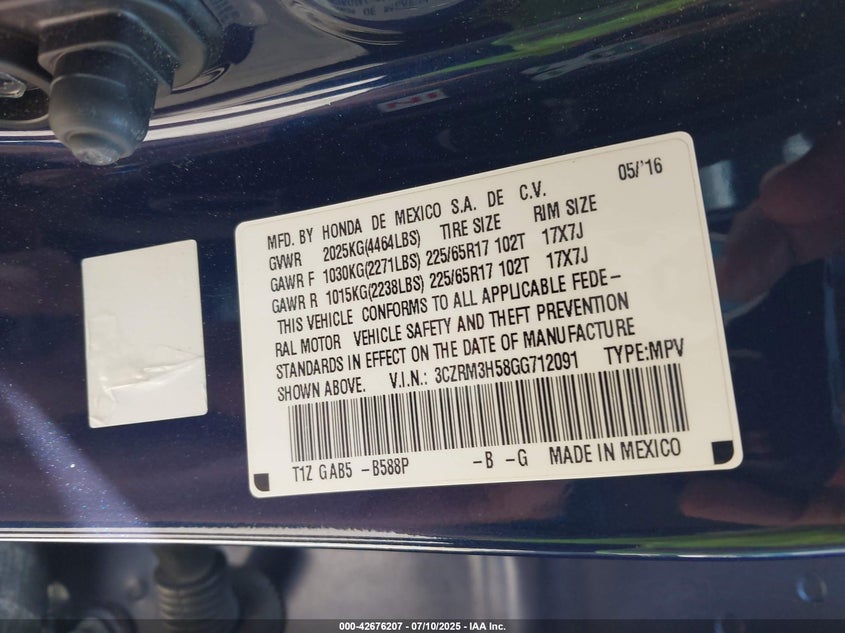 MFD. BY HONDA DE MEXICO S.A. DE C.V. 05/'16
GVWR 2025KG(4464LBS) TIRE SIZE RIM SIZE
GAWR F 1030KG(2271LBS) 225/65R17 102T 17X7J
GAWR R 1015KG(2238LBS) 225/65R17 102T 17X7J
THIS VEHICLE CONFORMS TO ALL APPLICABLE FEDE-
RAL MOTOR VEHICLE SAFETY AND THEFT PREVENTION
STANDARDS IN EFFECT ON THE DATE OF MANUFACTURE
SHOWN ABOVE. V.I.N.: 3CZRM3H58GG712091 TYPE:MPV
T1Z GAB5 -B588P -B -G MADE IN MEXICO
000-42676207 - 07/10/2025 - IAA Inc.